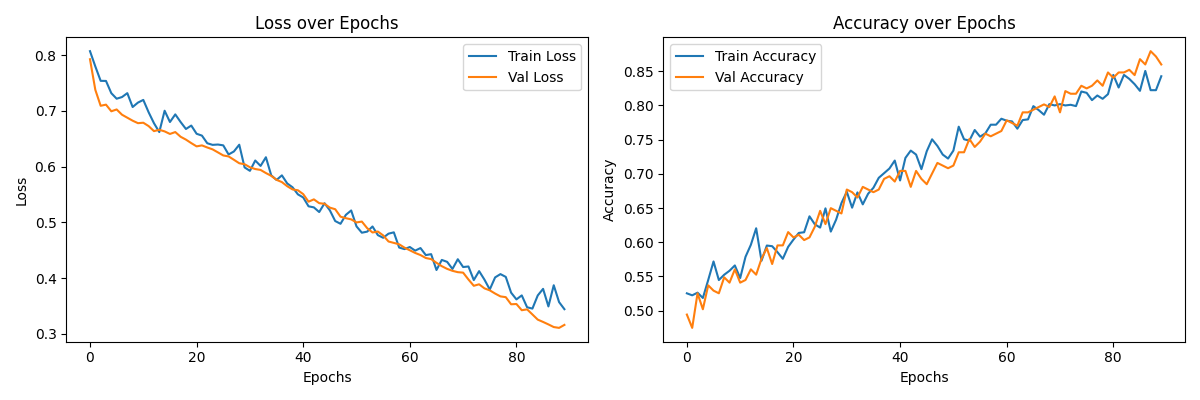 Loss over Epochs
Train Loss
Val Loss
0.8
0.7
0.6
0.5
0.4
0.3
Loss
0
20
40
60
80
Epochs
Accuracy over Epochs
Train Accuracy
Val Accuracy
0.85
0.80
0.75
0.70
0.65
0.60
0.55
0.50
Accuracy
0
20
40
60
80
Epochs